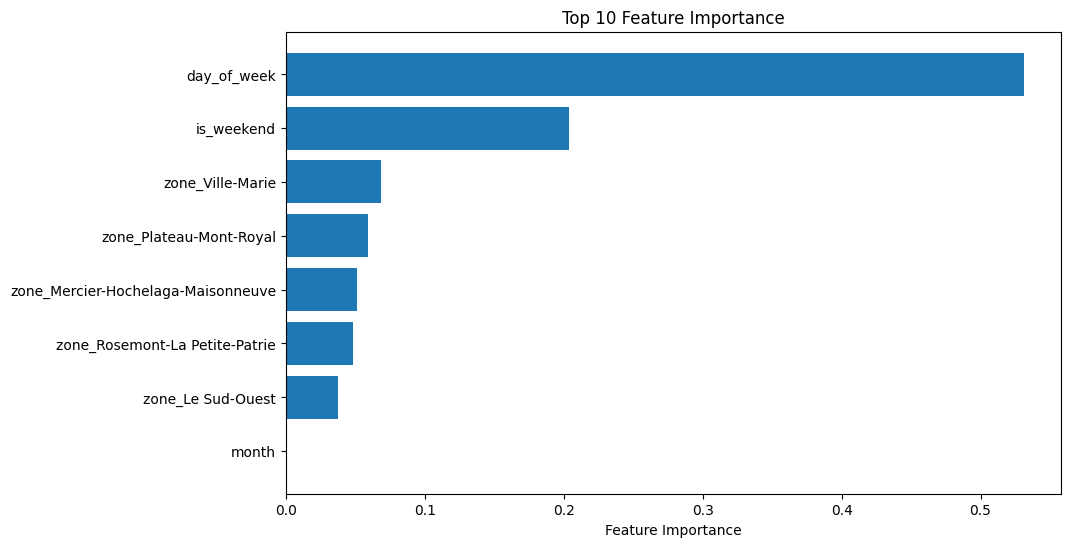 Top 10 Feature Importance
day_of_week
is_weekend
zone_Ville-Marie
zone_Plateau-Mont-Royal
zone_Mercier-Hochelaga-Maisonneuve
zone_Rosemont-La Petite-Patrie
zone_Le Sud-Ouest
month
0.0 0.1 0.2 0.3 0.4 0.5
Feature Importance